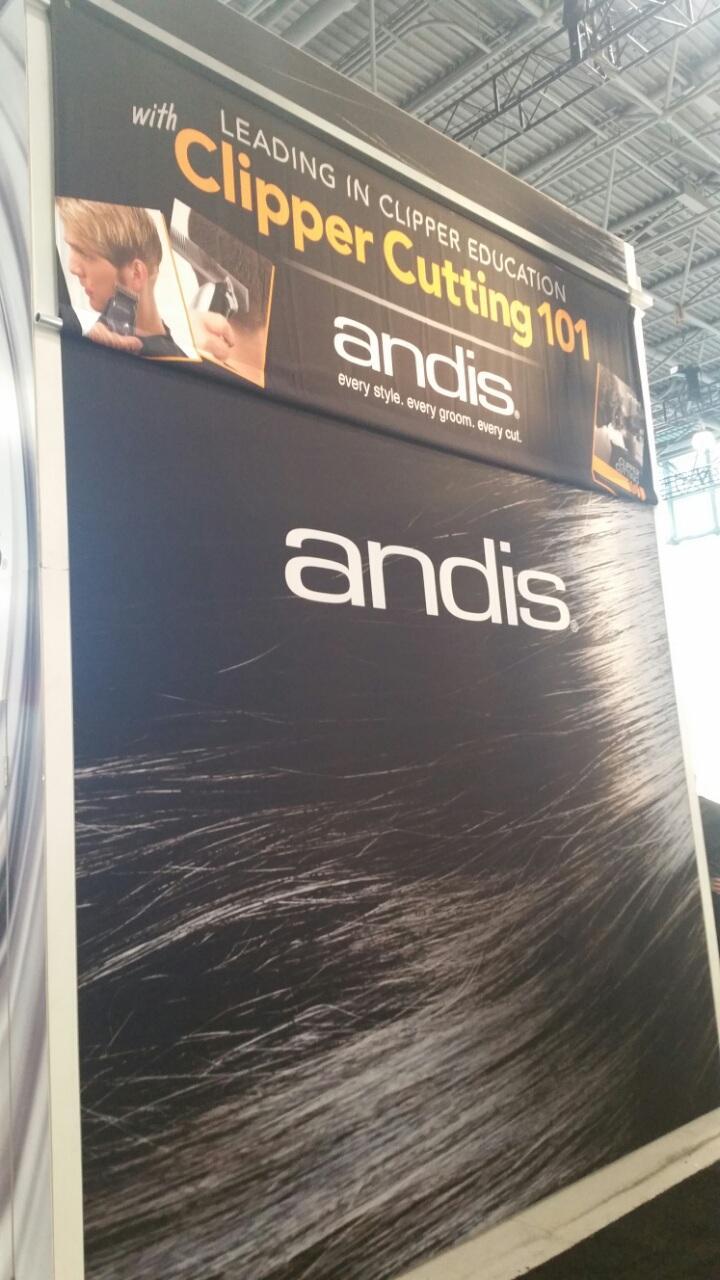 LEADING IN CLIPPER EDUCATION
with Clipper Cutting 101
andis®
every style. every groom. every cut.
andis®